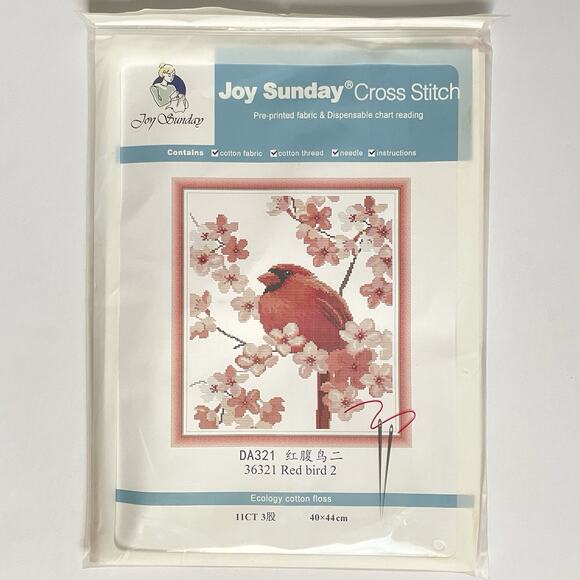 Joy Sunday
Joy Sunday® Cross Stitch
Pre-printed fabric & Dispensable chart reading
Contains cotton fabric cotton thread needle instructions
DA321 红腹鸟二
36321 Red bird 2
Ecology cotton floss
11CT 3股 40×44cm